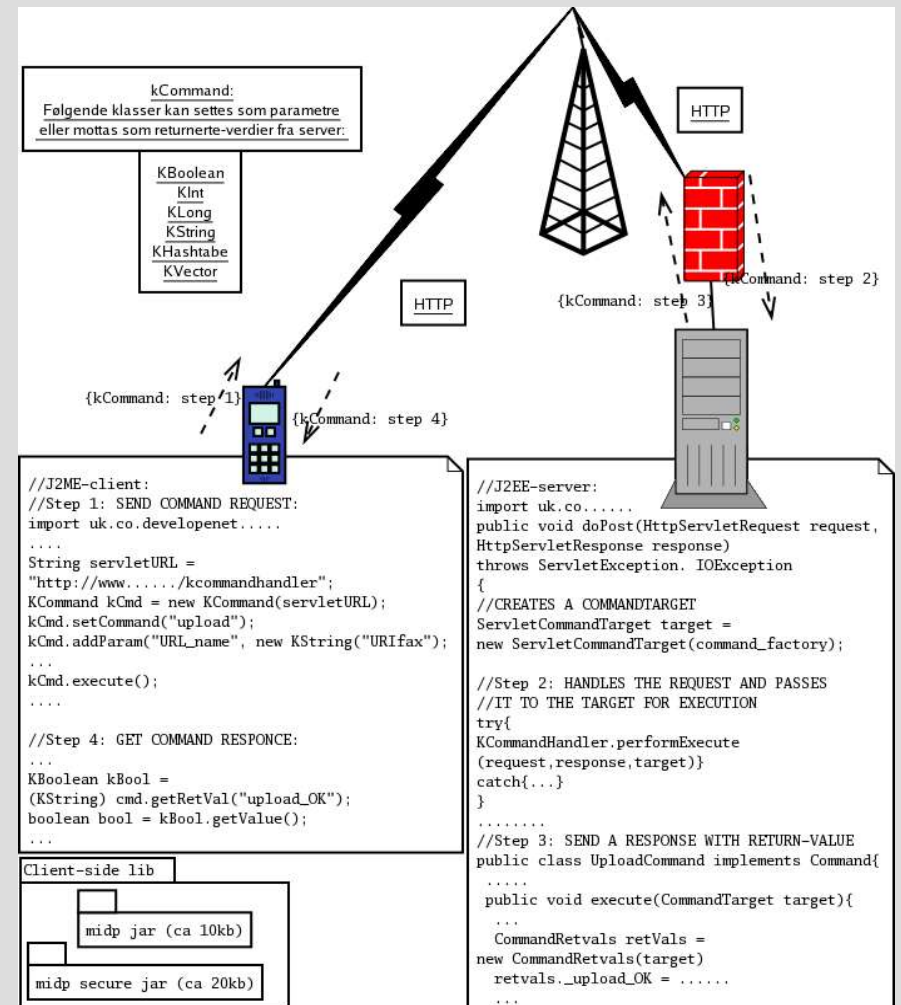 kCommand:
Følgende klasser kan settes som parametre
eller mottas som returnerte-verdier fra server:
KBoolean
KInt
KLong
KString
KHashtabe
KVector
HTTP
HTTP
{kCommand: step 1}
{kCommand: step 4}
{kCommand: step 3}
{kCommand: step 2}
//J2ME-client:
//Step 1: SEND COMMAND REQUEST:
import uk.co.developenet.....
....
String servletURL =
"http://www....../kcommandhandler";
KCommand kCmd = new KCommand(servletURL);
kCmd.setCommand("upload");
kCmd.addParam("URL_name", new KString("URIfax");
...
kCmd.execute();
....
//Step 4: GET COMMAND RESPONCE:
...
KBoolean kBool =
(KString) cmd.getRetVal("upload_OK");
boolean bool = kBool.getValue();
...
Client-side lib
midp jar (ca 10kb)
midp secure jar (ca 20kb)
//J2EE-server:
import uk.co......
public void doPost(HttpServletRequest request,
HttpServletResponse response)
throws ServletException. IOException
{
//CREATES A COMMANDTARGET
ServletCommandTarget target =
new ServletCommandTarget(command_factory);
//Step 2: HANDLES THE REQUEST AND PASSES
//IT TO THE TARGET FOR EXECUTION
try{
KCommandHandler.performExecute
(request,response,target)}
catch{...}
}
........
//Step 3: SEND A RESPONSE WITH RETURN-VALUE
public class UploadCommand implements Command{
.....
public void execute(CommandTarget target){
...
CommandRetvals retVals =
new CommandRetvals(target)
retvals._upload_OK = ......
...